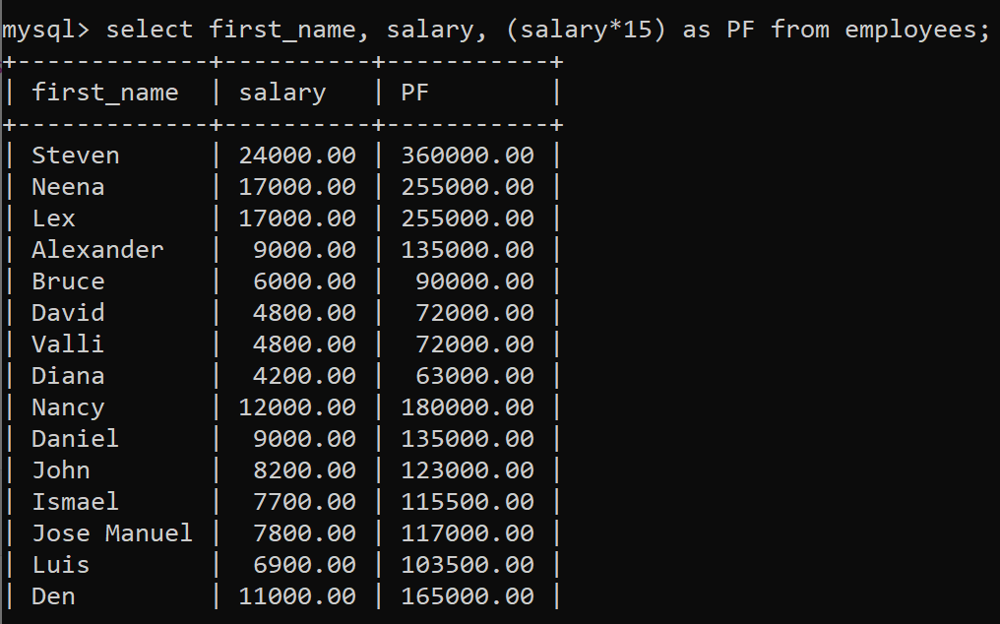 mysql> select first_name, salary, (salary*15) as PF from employees;
+-------------+----------+-----------+
| first_name  | salary   | PF        |
+-------------+----------+-----------+
| Steven      | 24000.00 | 360000.00 |
| Neena       | 17000.00 | 255000.00 |
| Lex         | 17000.00 | 255000.00 |
| Alexander   |  9000.00 | 135000.00 |
| Bruce       |  6000.00 |  90000.00 |
| David       |  4800.00 |  72000.00 |
| Valli       |  4800.00 |  72000.00 |
| Diana       |  4200.00 |  63000.00 |
| Nancy       | 12000.00 | 180000.00 |
| Daniel      |  9000.00 | 135000.00 |
| John        |  8200.00 | 123000.00 |
| Ismael      |  7700.00 | 115500.00 |
| Jose Manuel |  7800.00 | 117000.00 |
| Luis        |  6900.00 | 103500.00 |
| Den         | 11000.00 | 165000.00 |